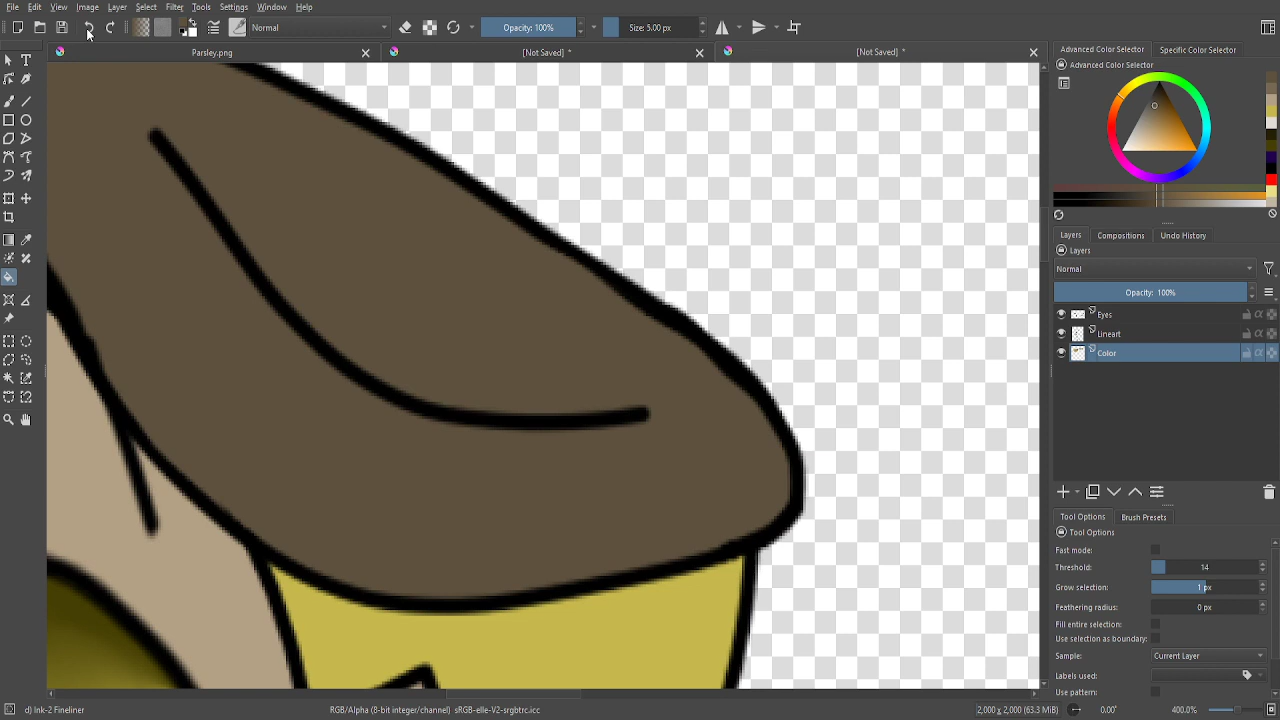 File Edit View Image Layer Select Filter Tools Settings Window Help
Normal Opacity: 100% Size: 5.00 px
Parsley.png [Not Saved] * [Not Saved] *
Advanced Color Selector Specific Color Selector
Advanced Color Selector
Layers Compositions Undo History
Layers
Normal
Opacity: 100%
Eyes
Lineart
Color
Tool Options Brush Presets
Tool Options
Fast mode:
Threshold: 14
Grow selection: 1 px
Feathering radius: 0 px
Fill entire selection:
Use selection as boundary:
Sample: Current Layer
Labels used:
Use pattern:
d) Ink-2 Fineliner RGB/Alpha (8-bit integer/channel) sRGB-elle-V2-srgbtrc.icc 2,000 x 2,000 (63.3 MiB) 0.00° 400.0%